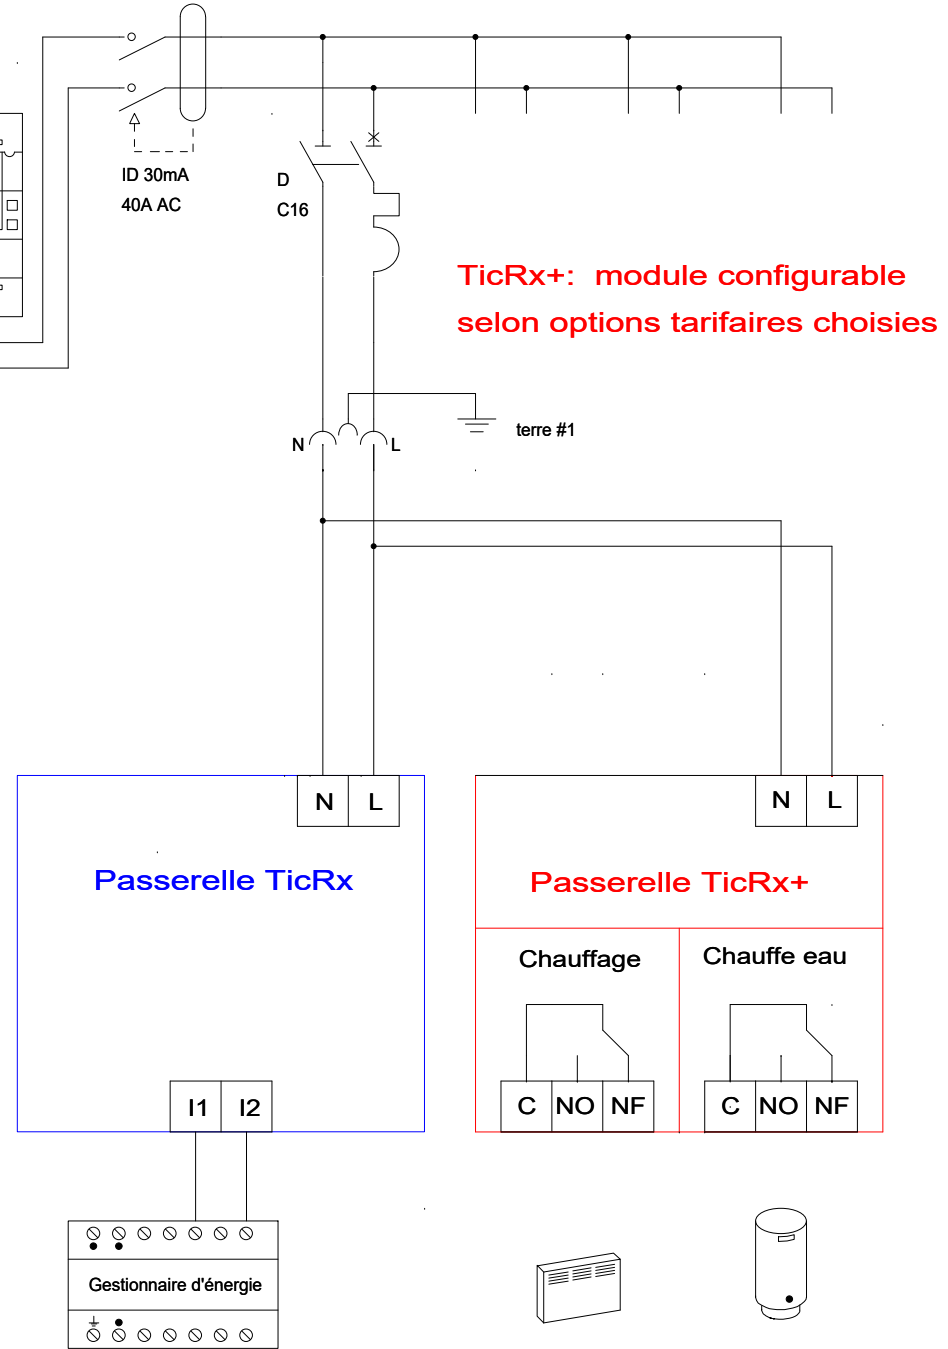 ID 30mA
40A AC
D
C16
TicRx+: module configurable
selon options tarifaires choisies
terre #1
N L
N L
N L
Passerelle TicRx
Passerelle TicRx+
Chauffage
Chauffe eau
I1 I2
C NO NF
C NO NF
Gestionnaire d'énergie